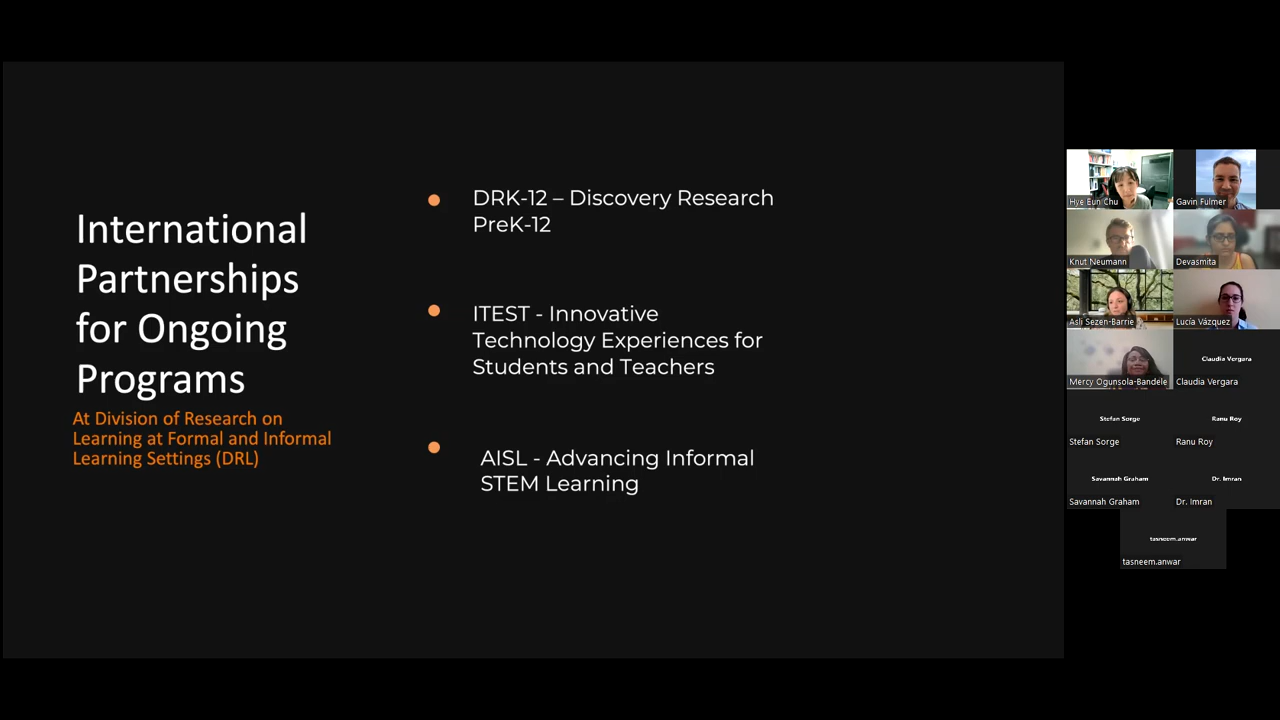 International
Partnerships
for Ongoing
Programs
At Division of Research on
Learning at Formal and Informal
Learning Settings (DRL)
DRK-12 – Discovery Research
PreK-12
ITEST - Innovative
Technology Experiences for
Students and Teachers
AISL - Advancing Informal
STEM Learning
Hye Eun Chu
Gavin Fulmer
Knut Neumann
Devasmita
Asli Sezen-Barrie
Lucía Vázquez
Mercy Ogunsola-Bandele
Claudia Vergara
Claudia Vergara
Stefan Sorge
Stefan Sorge
Ranu Roy
Ranu Roy
Savannah Graham
Savannah Graham
Dr. Imran
Dr. Imran
tasneem.anwar
tasneem.anwar